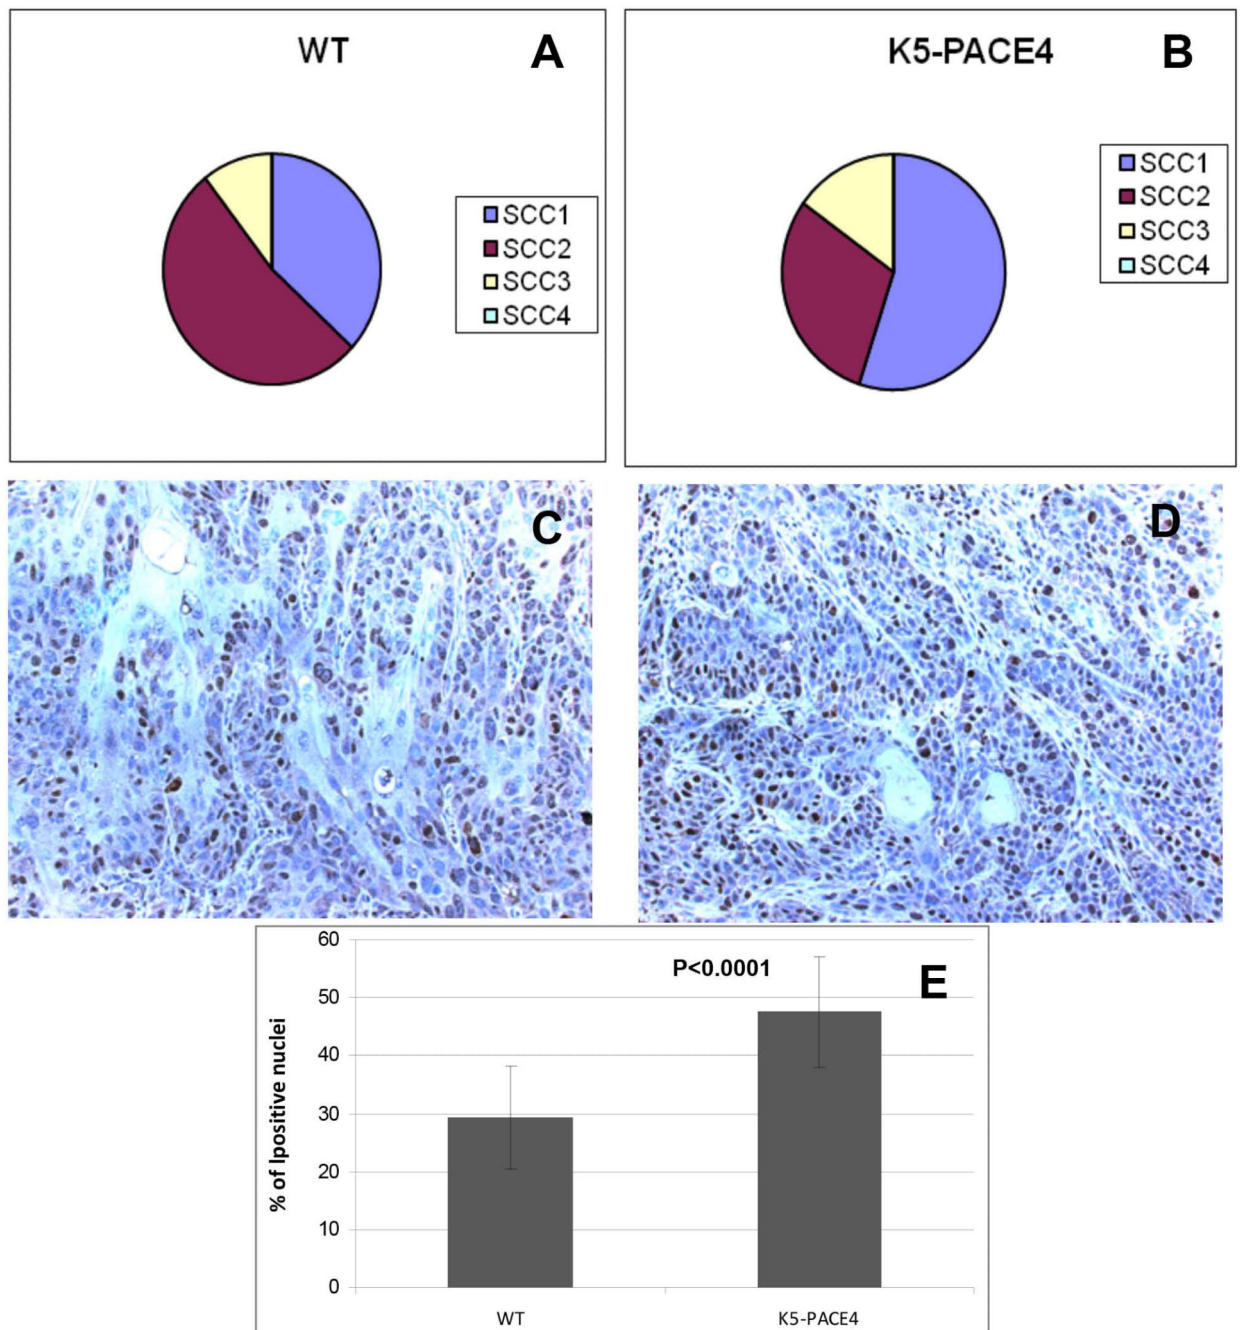 WT
A
SCC1
SCC2
SCC3
SCC4
K5-PACE4
B
SCC1
SCC2
SCC3
SCC4
C
D
60
50
40
30
20
10
0
% of Ipositive nuclei
P<0.0001
E
WT
K5-PACE4